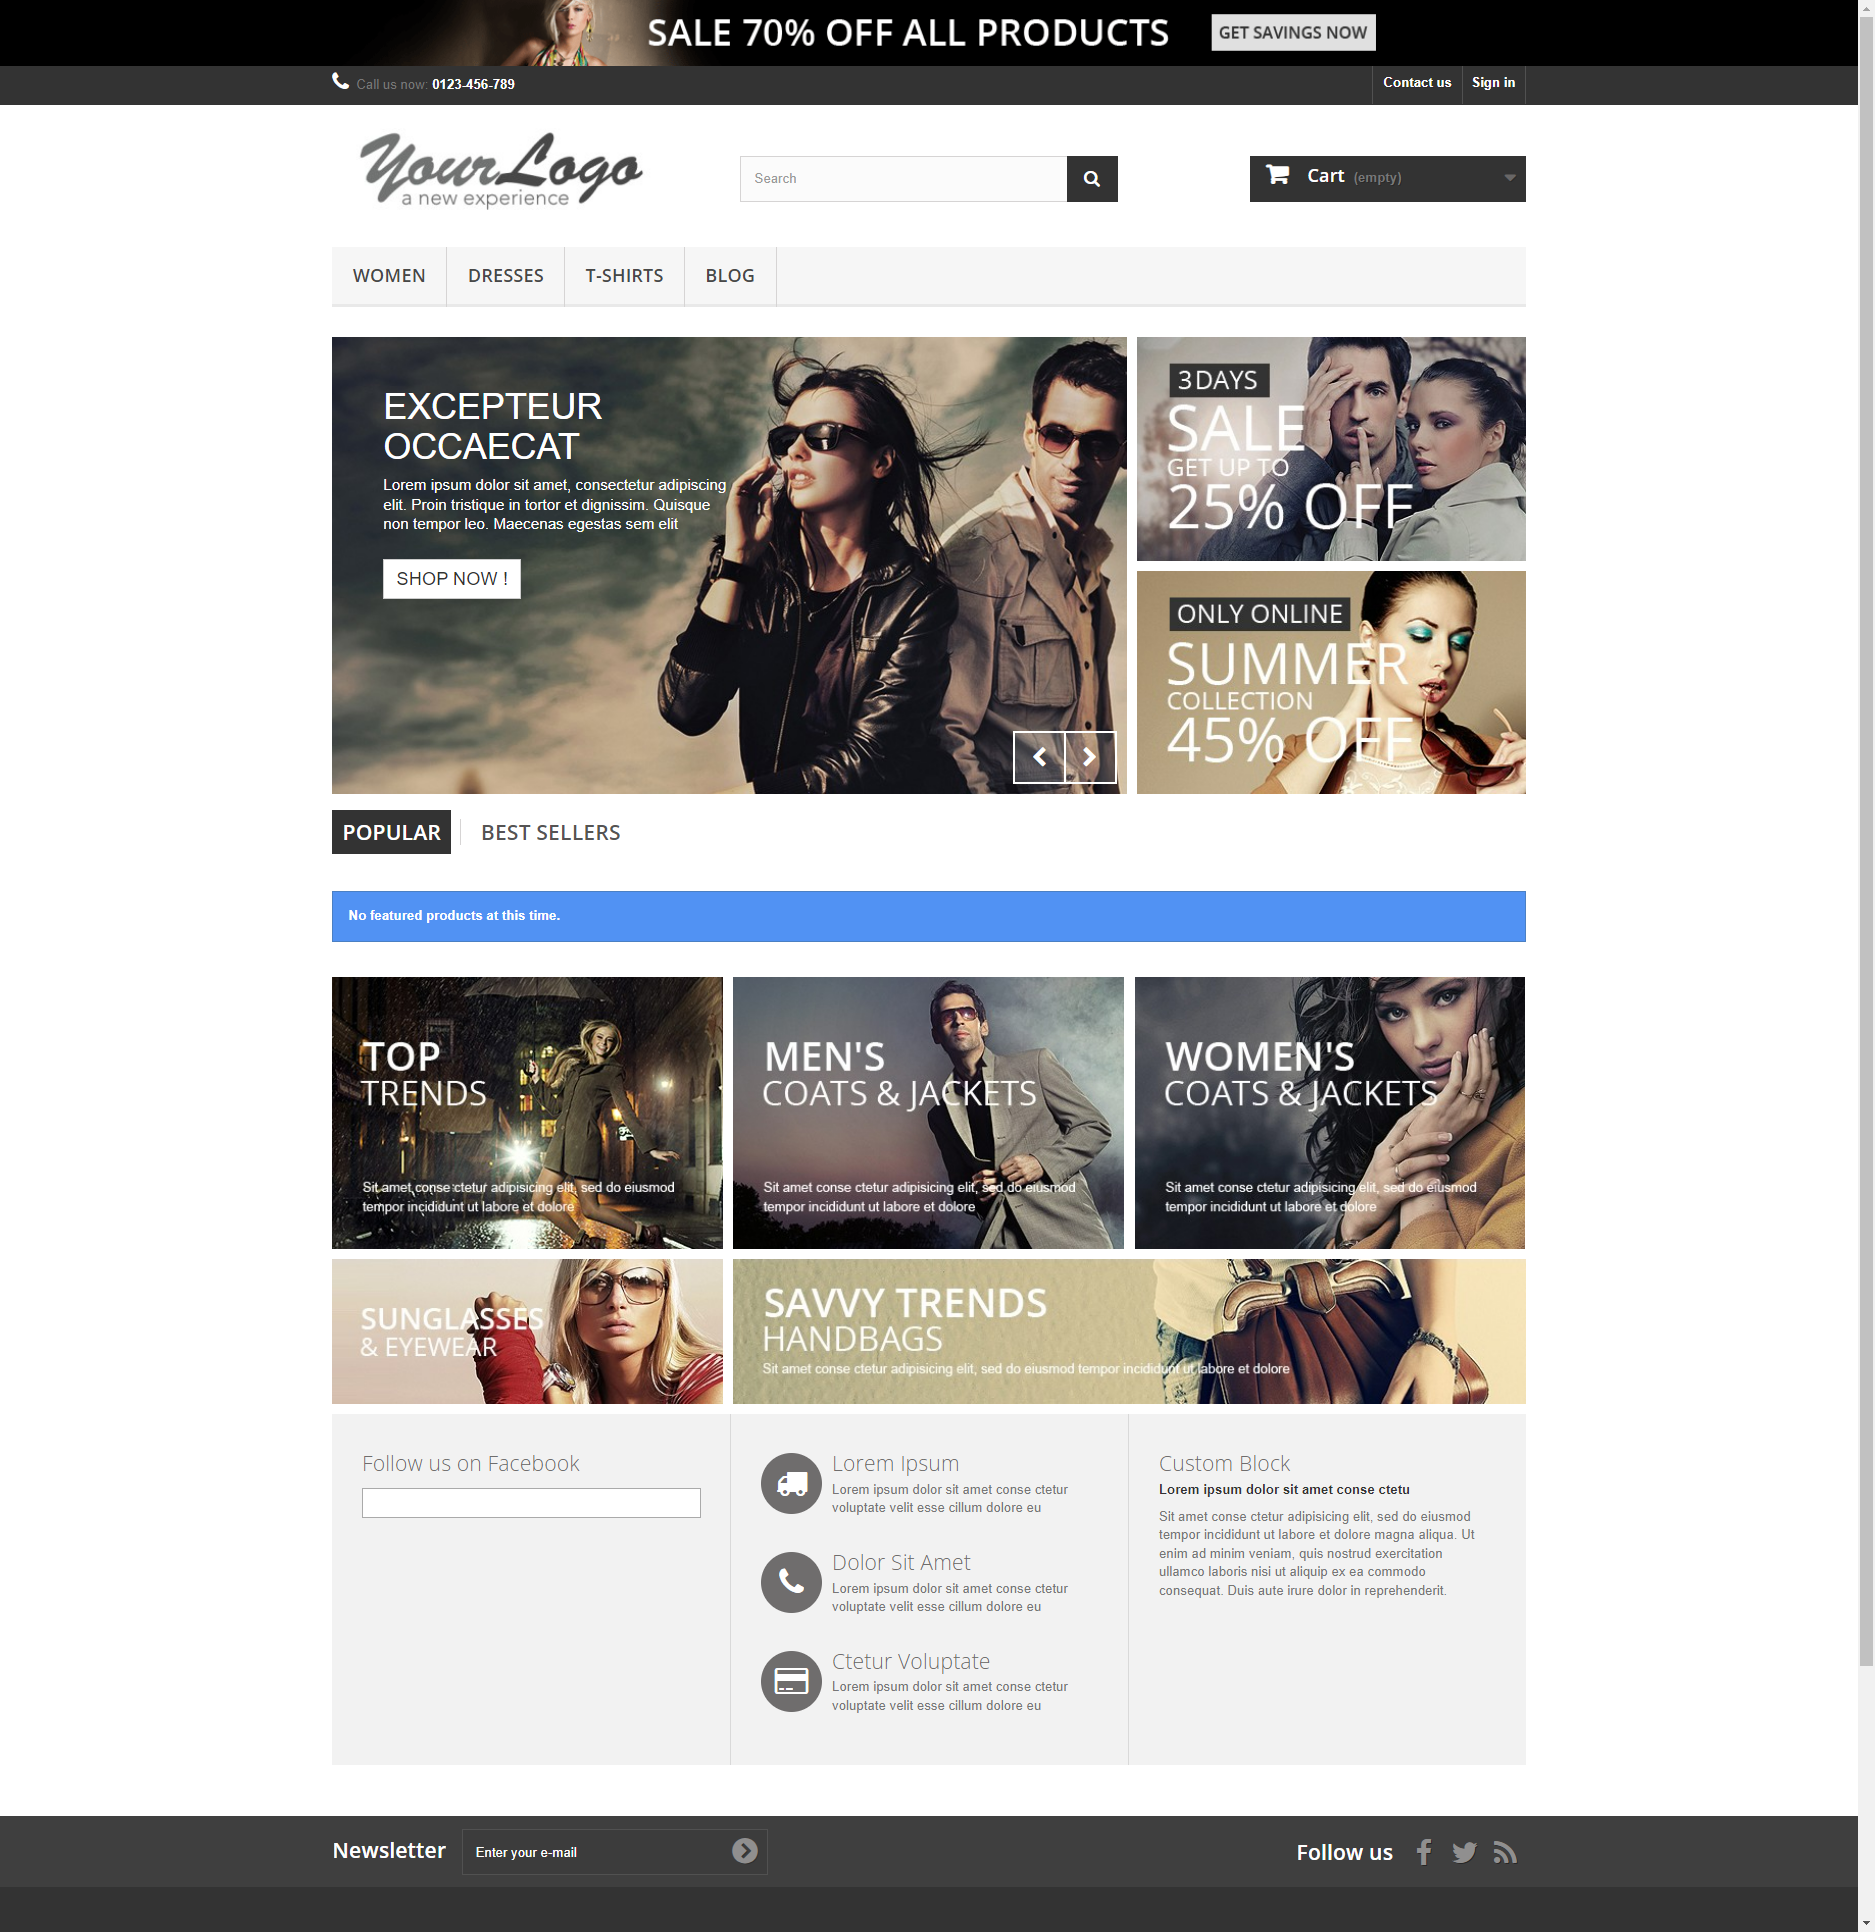 SALE 70% OFF ALL PRODUCTS
GET SAVINGS NOW
Call us now: 0123-456-789
Contact us
Sign in
YourLogo
a new experience
Search
Cart (empty)
WOMEN
DRESSES
T-SHIRTS
BLOG
EXCEPTEUR
OCCAECAT
Lorem ipsum dolor sit amet, consectetur adipiscing
elit. Proin tristique in tortor et dignissim. Quisque
non tempor leo. Maecenas egestas sem elit
SHOP NOW !
3DAYS
SALE
GET UP TO
25% OFF
ONLY ONLINE
SUMMER
COLLECTION
45% OFF
POPULAR
BEST SELLERS
No featured products at this time.
TOP
TRENDS
Sit amet conse ctetur adipisicing elit, sed do eiusmod
tempor incididunt ut labore et dolore
MEN'S
COATS & JACKETS
Sit amet conse ctetur adipisicing elit, sed do eiusmod
tempor incididunt ut labore et dolore
WOMEN'S
COATS & JACKETS
Sit amet conse ctetur adipisicing elit, sed do eiusmod
tempor incididunt ut labore et dolore
SUNGLASSES
& EYEWEAR
SAVVY TRENDS
HANDBAGS
Sit amet conse ctetur adipisicing elit, sed do eiusmod tempor incididunt ut labore et dolore
Follow us on Facebook
Lorem Ipsum
Lorem ipsum dolor sit amet conse ctetur
voluptate velit esse cillum dolore eu
Dolor Sit Amet
Lorem ipsum dolor sit amet conse ctetur
voluptate velit esse cillum dolore eu
Ctetur Voluptate
Lorem ipsum dolor sit amet conse ctetur
voluptate velit esse cillum dolore eu
Custom Block
Lorem ipsum dolor sit amet conse ctetu
Sit amet conse ctetur adipisicing elit, sed do eiusmod
tempor incididunt ut labore et dolore magna aliqua. Ut
enim ad minim veniam, quis nostrud exercitation
ullamco laboris nisi ut aliquip ex ea commodo
consequat. Duis aute irure dolor in reprehenderit.
Newsletter
Enter your e-mail
Follow us